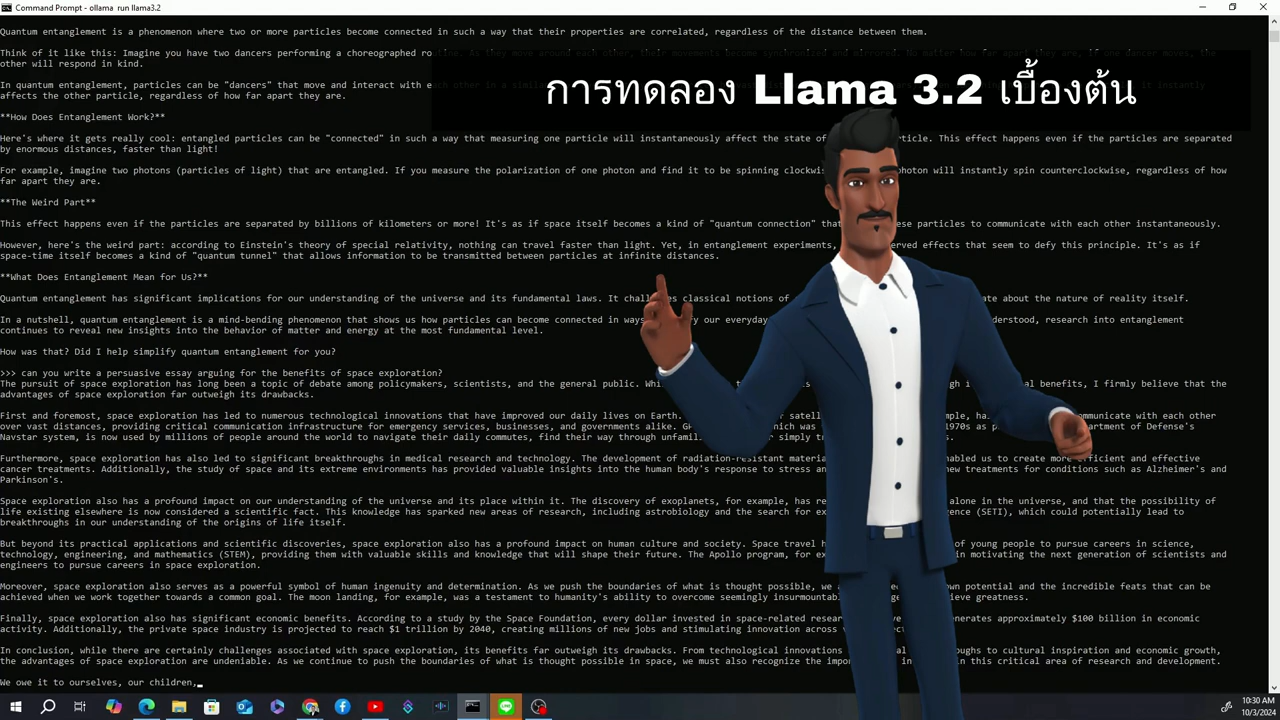 Command Prompt - ollama run llama3.2
Quantum entanglement is a phenomenon where two or more particles become connected in such a way that their properties are correlated, regardless of the distance between them.
Think of it like this: Imagine you have two dancers performing a choreographed
other will respond in kind.
การทดลอง Llama 3.2 เบื้องต้น
In quantum entanglement, particles can be "dancers" that move and interact with
affects the other particle, regardless of how far apart they are.
**How Does Entanglement Work?**
Here's where it gets really cool: entangled particles can be "connected" in such a way that measuring one particle will instantaneously affect the state of particle. This effect happens even if the particles are separated
by enormous distances, faster than light!
For example, imagine two photons (particles of light) that are entangled. If you measure the polarization of one photon and find it to be spinning photon will instantly spin counterclockwise, regardless of how
far apart they are.
**The Weird Part**
This effect happens even if the particles are separated by billions of kilometers or more! It's as if space itself becomes a kind of "quantum connection" these particles to communicate with each other instantaneously.
However, here's the weird part: according to Einstein's theory of special relativity, nothing can travel faster than light. Yet, in entanglement experiments, effects that seem to defy this principle. It's as if
space-time itself becomes a kind of "quantum tunnel" that allows information to be transmitted between particles at infinite distances.
**What Does Entanglement Mean for Us?**
Quantum entanglement has significant implications for our understanding of the universe and its fundamental laws. It classical notions of about the nature of reality itself.
In a nutshell, quantum entanglement is a mind-bending phenomenon that shows us how particles can become connected in our everyday research into entanglement
continues to reveal new insights into the behavior of matter and energy at the most fundamental level.
How was that? Did I help simplify quantum entanglement for you?
>>> can you write a persuasive essay arguing for the benefits of space exploration?
The pursuit of space exploration has long been a topic of debate among policymakers, scientists, and the general public. benefits, I firmly believe that the
advantages of space exploration far outweigh its drawbacks.
First and foremost, space exploration has led to numerous technological innovations that have improved our daily lives on Earth. communicate with each other
over vast distances, providing critical communication infrastructure for emergency services, businesses, and governments alike. 1970s as Department of Defense's
Navstar system, is now used by millions of people around the world to navigate their daily commutes, find their way through or simply
Furthermore, space exploration has also led to significant breakthroughs in medical research and technology. The development of radiation-resistant us to create more efficient and effective
cancer treatments. Additionally, the study of space and its extreme environments has provided valuable insights into the human body's response to stress new treatments for conditions such as Alzheimer's and
Parkinson's.
Space exploration also has a profound impact on our understanding of the universe and its place within it. The discovery of exoplanets, for example, has alone in the universe, and that the possibility of
life existing elsewhere is now considered a scientific fact. This knowledge has sparked new areas of research, including astrobiology and the search for (SETI), which could potentially lead to
breakthroughs in our understanding of the origins of life itself.
But beyond its practical applications and scientific discoveries, space exploration also has a profound impact on human culture and society. Space travel of young people to pursue careers in science,
technology, engineering, and mathematics (STEM), providing them with valuable skills and knowledge that will shape their future. The Apollo program, for in motivating the next generation of scientists and
engineers to pursue careers in space exploration.
Moreover, space exploration also serves as a powerful symbol of human ingenuity and determination. As we push the boundaries of what is thought possible, we potential and the incredible feats that can be
achieved when we work together towards a common goal. The moon landing, for example, was a testament to humanity's ability to overcome seemingly greatness.
Finally, space exploration also has significant economic benefits. According to a study by the Space Foundation, every dollar invested in space-related approximately $100 billion in economic
activity. Additionally, the private space industry is projected to reach $1 trillion by 2040, creating millions of new jobs and stimulating innovation across
In conclusion, while there are certainly challenges associated with space exploration, its benefits far outweigh its drawbacks. From technological innovations to cultural inspiration and economic growth,
the advantages of space exploration are undeniable. As we continue to push the boundaries of what is thought possible in space, we must also recognize the in this critical area of research and development.
We owe it to ourselves, our children,
10:30 AM
10/3/2024